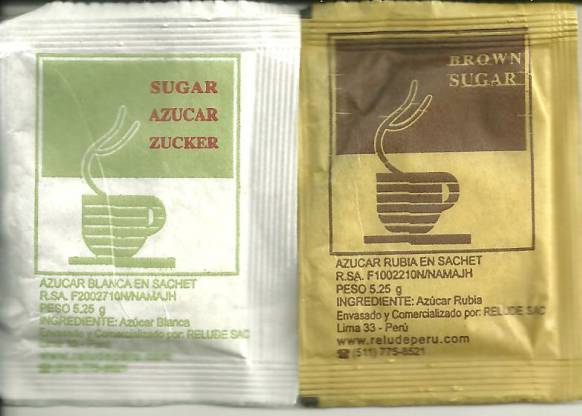 SUGAR
AZUCAR
ZUCKER
AZUCAR BLANCA EN SACHET
R.SA. F2002710N/NAMAJH
PESO 5.25 g
INGREDIENTE: Azúcar Blanca
Envasado y Comercializado por: RELUDE SAC
BROWN
SUGAR
AZUCAR RUBIA EN SACHET
R.SA. F1002210N/NAMAJH
PESO 5.25 g
INGREDIENTE: Azúcar Rubia
Envasado y Comercializado por: RELUDE SAC
Lima 33 - Perú
www.reludeperu.com
☎ (511) 775-8521